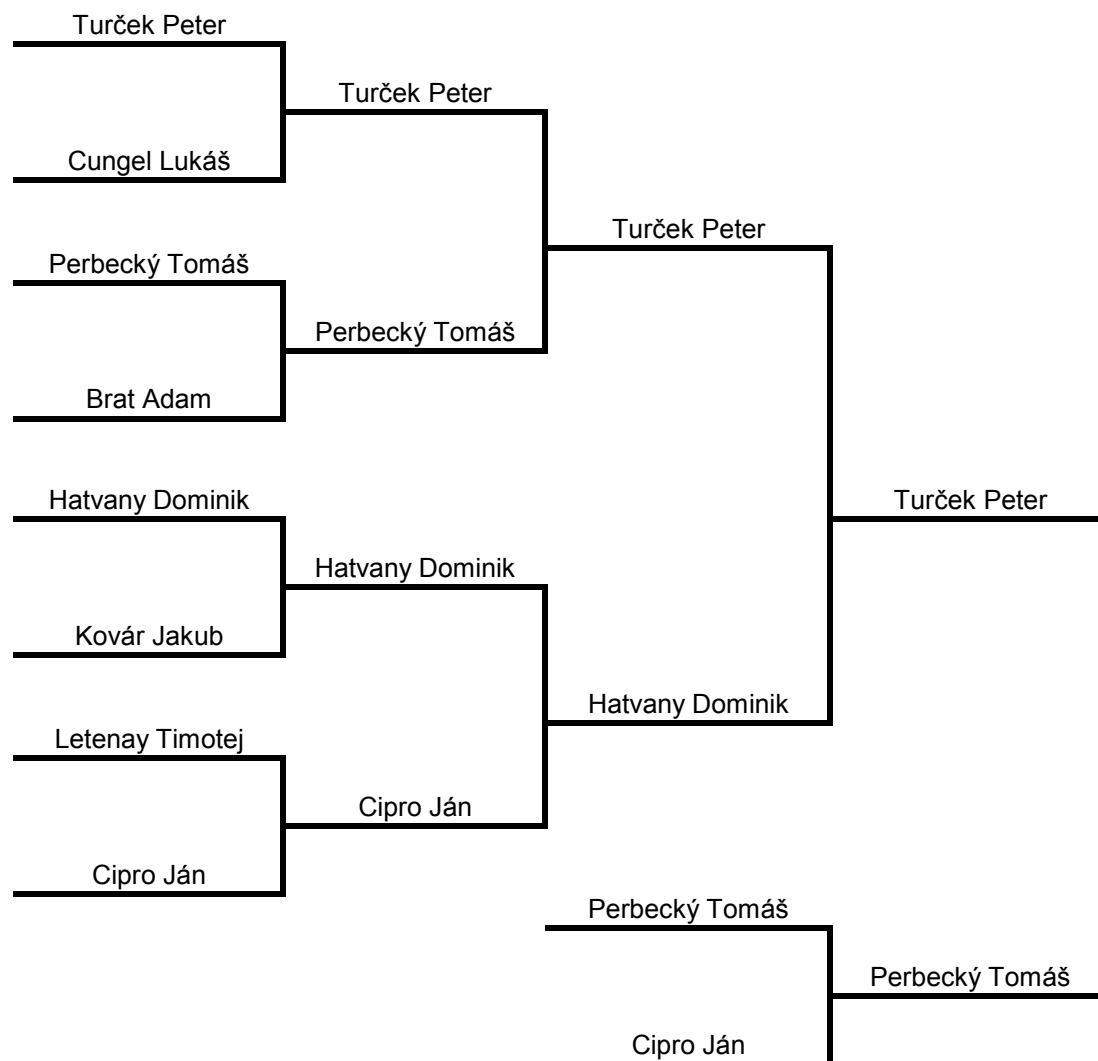 Turček Peter
Turček Peter
Cungel Lukáš
Turček Peter
Perbecký Tomáš
Perbecký Tomáš
Brat Adam
Hatvany Dominik
Turček Peter
Hatvany Dominik
Kovár Jakub
Hatvany Dominik
Letenay Timotej
Cipro Ján
Cipro Ján
Perbecký Tomáš
Perbecký Tomáš
Cipro Ján